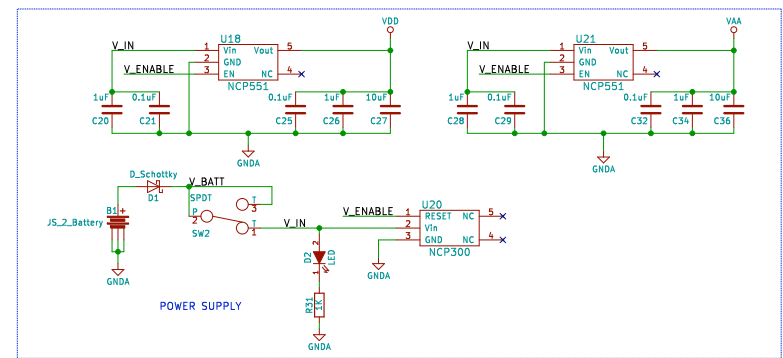 VDD
VAA
U18
V_IN
1 Vin Vout 5
2 GND
V_ENABLE
3 EN NC 4
NCP551
1uF 0.1uF 0.1uF 1uF 10uF
C20 C21 C25 C26 C27
GNDA
U21
V_IN
1 Vin Vout 5
2 GND
V_ENABLE
3 EN NC 4
NCP551
1uF 0.1uF 0.1uF 1uF 10uF
C28 C29 C32 C34 C36
GNDA
D_Schottky
D1
V_BATT
SPDT
T
3
P
2
T
1
SW2
B1
+
JS_2_Battery
GNDA
V_IN
2
D2
LED
1
R31
1K
GNDA
U20
V_ENABLE
1 RESET NC 5
2 Vin
3 GND NC 4
NCP300
GNDA
POWER SUPPLY